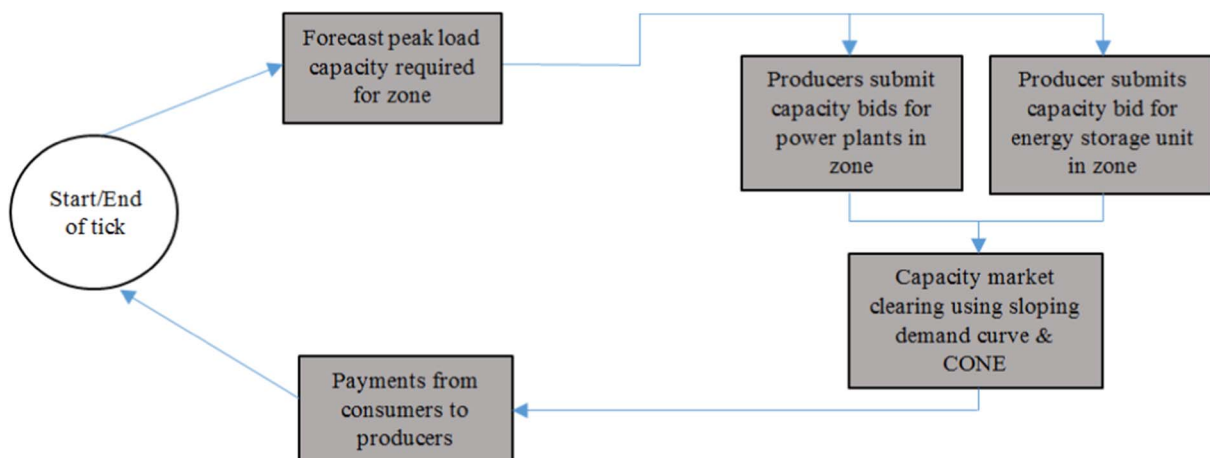 Start/End
of tick
Forecast peak load
capacity required
for zone
Producers submit
capacity bids for
power plants in
zone
Producer submits
capacity bid for
energy storage unit
in zone
Capacity market
clearing using sloping
demand curve &
CONE
Payments from
consumers to
producers